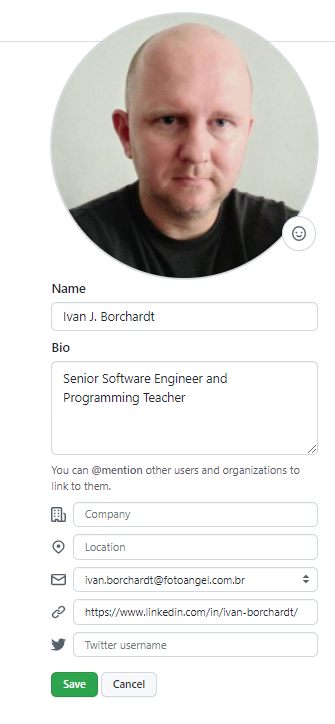 Name
Ivan J. Borchardt
Bio
Senior Software Engineer and
Programming Teacher
You can @mention other users and organizations to
link to them.
Company
Location
ivan.borchardt@fotoangel.com.br
https://www.linkedin.com/in/ivan-borchardt/
Twitter username
Save Cancel